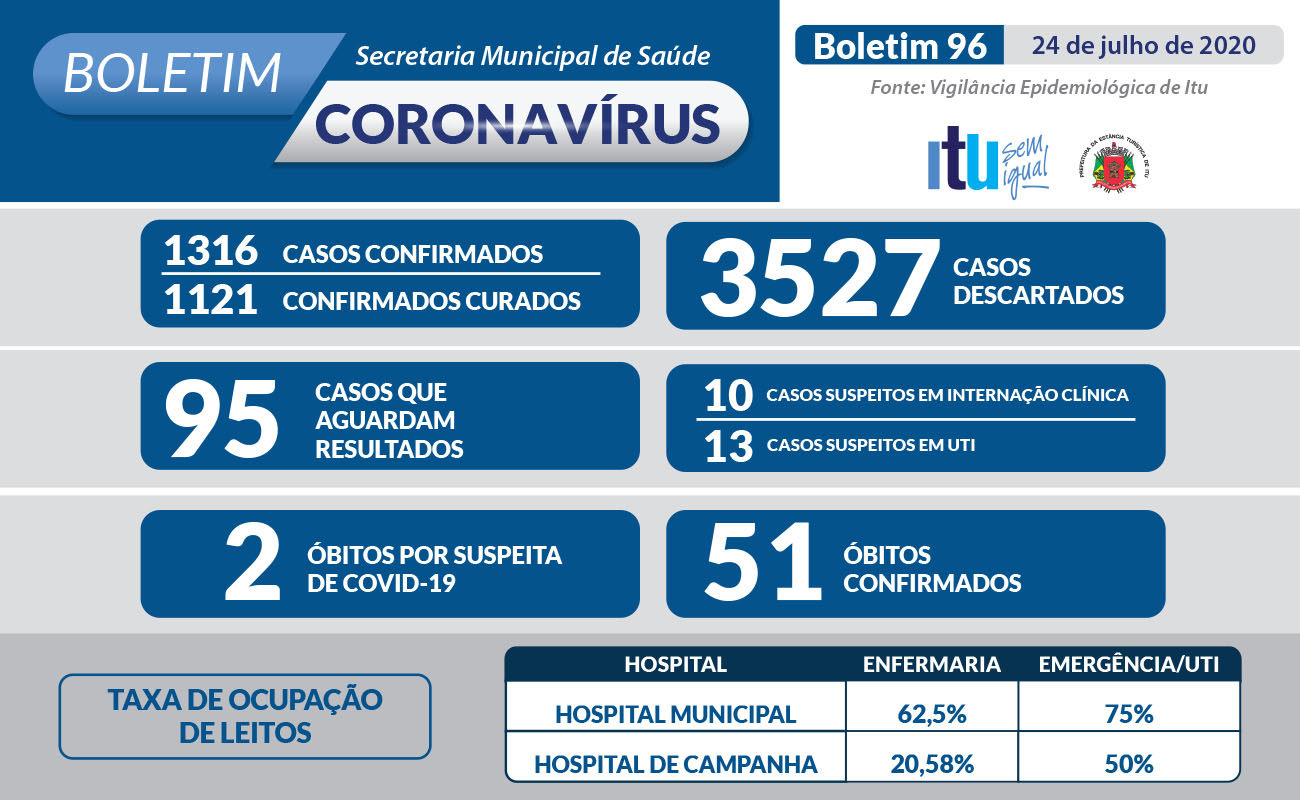 BOLETIM
Secretaria Municipal de Saúde
CORONAVÍRUS
Boletim 96
24 de julho de 2020
Fonte: Vigilância Epidemiológica de Itu
itu sem igual
PREFEITURA DA ESTÂNCIA TURÍSTICA DE ITU
1316 CASOS CONFIRMADOS
1121 CONFIRMADOS CURADOS
3527 CASOS
DESCARTADOS
95 CASOS QUE
AGUARDAM
RESULTADOS
10 CASOS SUSPEITOS EM INTERNAÇÃO CLÍNICA
13 CASOS SUSPEITOS EM UTI
2 ÓBITOS POR SUSPEITA
DE COVID-19
51 ÓBITOS
CONFIRMADOS
TAXA DE OCUPAÇÃO
DE LEITOS
HOSPITAL ENFERMARIA EMERGÊNCIA/UTI
HOSPITAL MUNICIPAL 62,5% 75%
HOSPITAL DE CAMPANHA 20,58% 50%